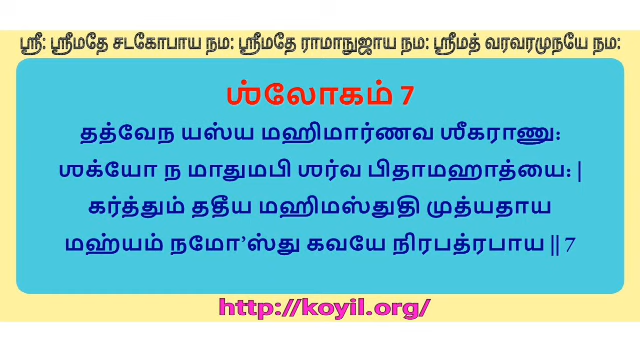 ஸ்ரீ: ஸ்ரீமதே சடகோபாய நம: ஸ்ரீமதே ராமாநுஜாய நம: ஸ்ரீமத் வரவரமுநயே நம:
ஶ்லோகம் 7
தத்வேந யஸ்ய மஹிமார்ணவ ஶீகராணு:
ஶக்யோ ந மாதுமபி ஶர்வ பிதாமஹாத்யை: |
கர்த்தும் ததீய மஹிமஸ்துதி முத்யதாய
மஹ்யம் நமோ’ஸ்து கவயே நிரபத்ரபாய || 7
http://koyil.org/